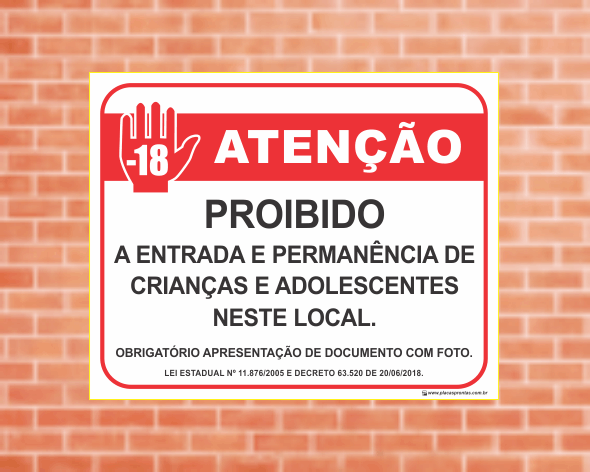 -18
ATENÇÃO
PROIBIDO
A ENTRADA E PERMANÊNCIA DE
CRIANÇAS E ADOLESCENTES
NESTE LOCAL.
OBRIGATÓRIO APRESENTAÇÃO DE DOCUMENTO COM FOTO.
LEI ESTADUAL Nº 11.876/2005 E DECRETO 63.520 DE 20/06/2018.
www.placasprontas.com.br